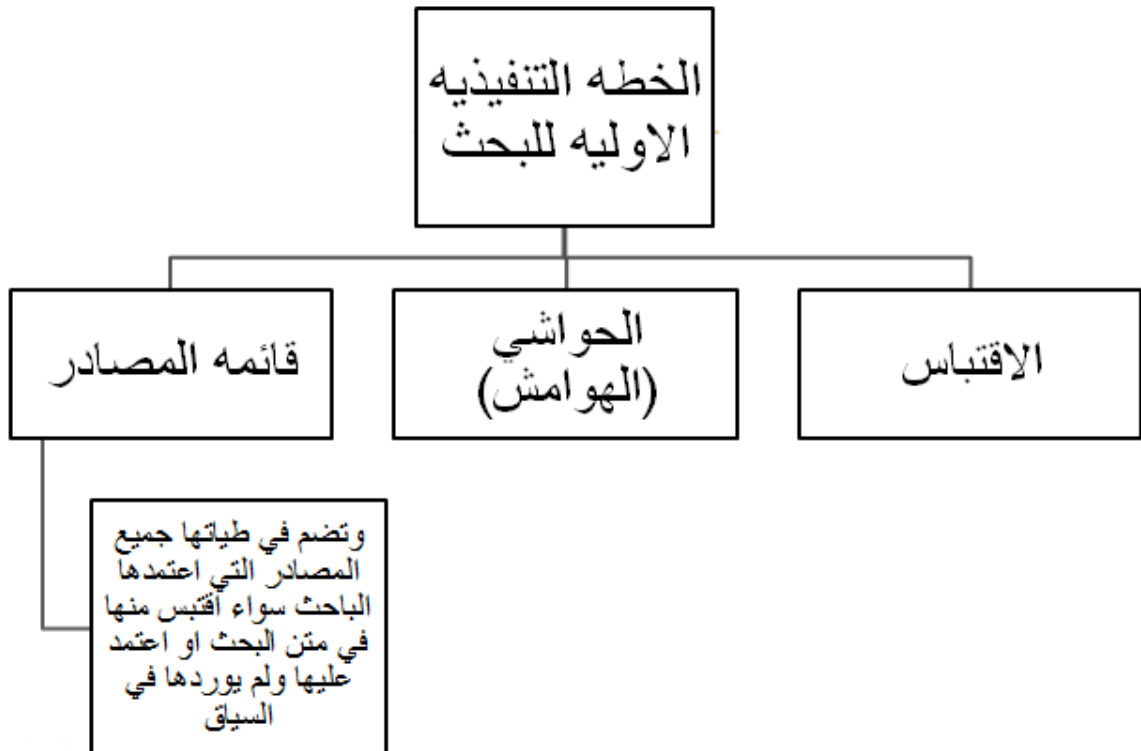 الخطه التنفيذيه
الاوليه للبحث
الاقتباس
الحواشي
(الهوامش)
قائمه المصادر
وتضم في طياتها جميع
المصادر التي اعتمدها
الباحث سواء أقتبس منها
في متن البحث او اعتمد
عليها ولم يوردها في
السياق